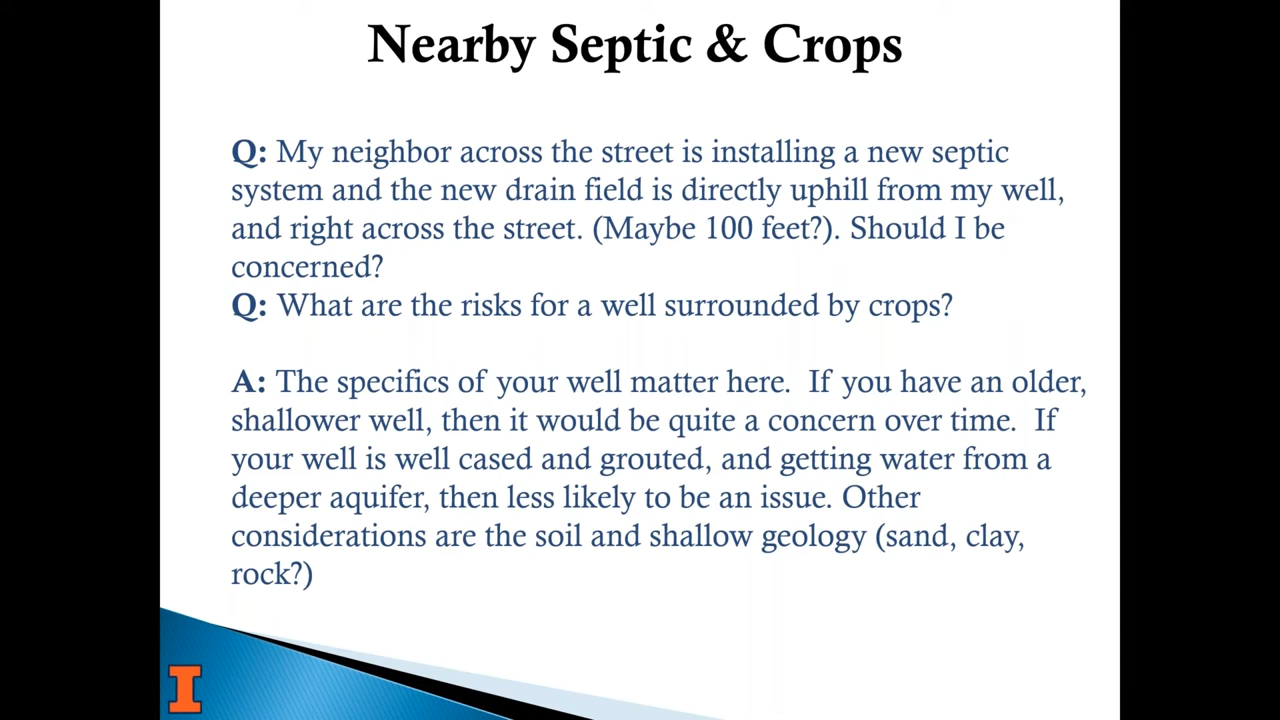 Nearby Septic & Crops
Q: My neighbor across the street is installing a new septic
system and the new drain field is directly uphill from my well,
and right across the street. (Maybe 100 feet?). Should I be
concerned?
Q: What are the risks for a well surrounded by crops?
A: The specifics of your well matter here.  If you have an older,
shallower well, then it would be quite a concern over time.  If
your well is well cased and grouted, and getting water from a
deeper aquifer, then less likely to be an issue. Other
considerations are the soil and shallow geology (sand, clay,
rock?)
I